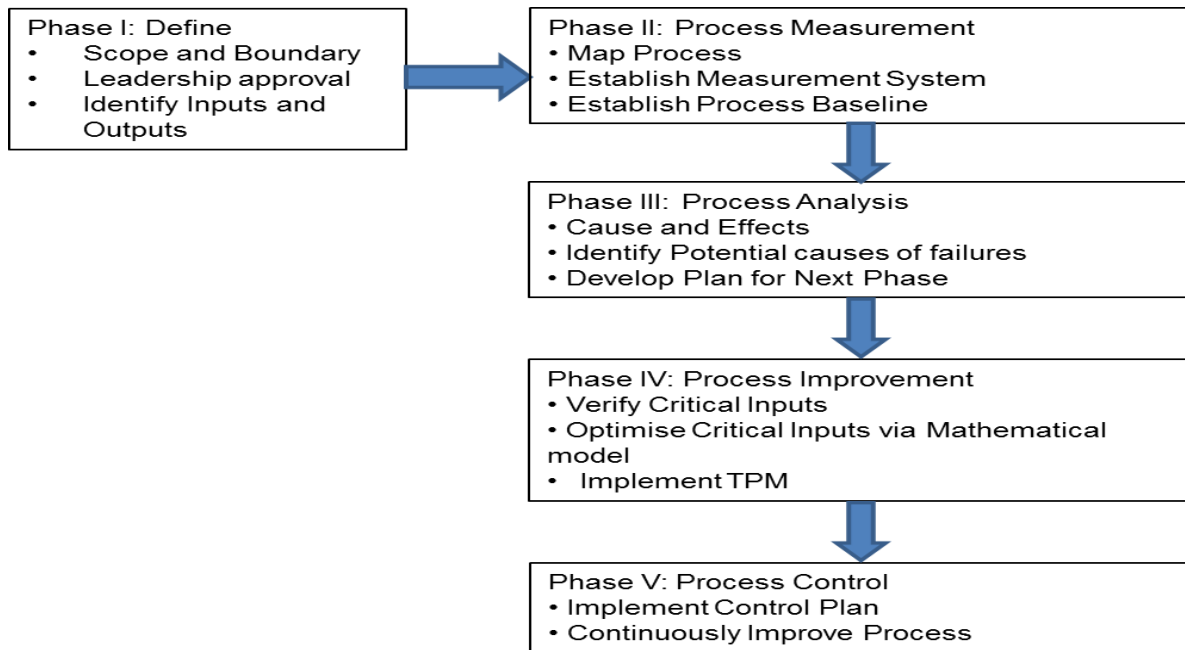 Phase I: Define
• Scope and Boundary
• Leadership approval
• Identify Inputs and
Outputs
Phase II: Process Measurement
• Map Process
• Establish Measurement System
• Establish Process Baseline
Phase III: Process Analysis
• Cause and Effects
• Identify Potential causes of failures
• Develop Plan for Next Phase
Phase IV: Process Improvement
• Verify Critical Inputs
• Optimise Critical Inputs via Mathematical
model
• Implement TPM
Phase V: Process Control
• Implement Control Plan
• Continuously Improve Process